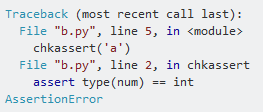 Traceback (most recent call last):
  File "b.py", line 5, in <module>
    chkassert('a')
  File "b.py", line 2, in chkassert
    assert type(num) == int
AssertionError